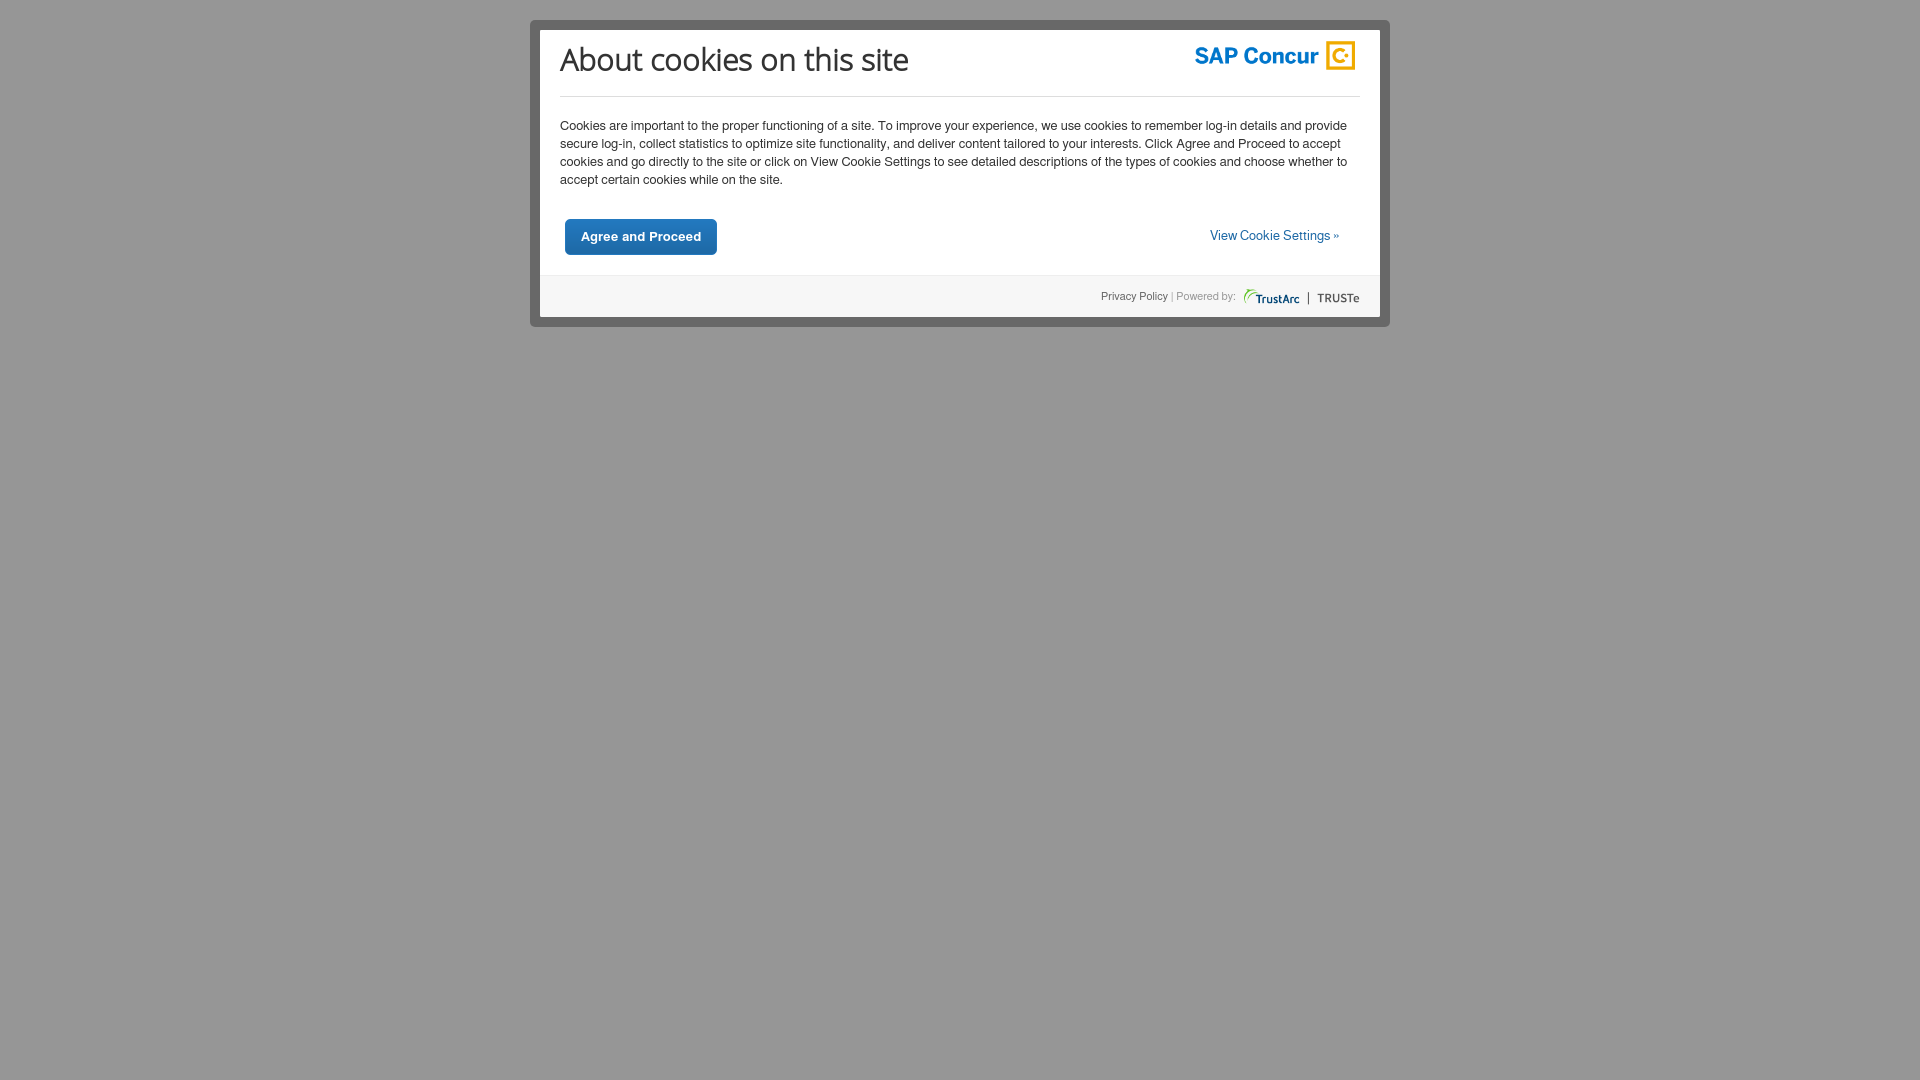 About cookies on this site
SAP Concur C
Cookies are important to the proper functioning of a site. To improve your experience, we use cookies to remember log-in details and provide
secure log-in, collect statistics to optimize site functionality, and deliver content tailored to your interests. Click Agree and Proceed to accept
cookies and go directly to the site or click on View Cookie Settings to see detailed descriptions of the types of cookies and choose whether to
accept certain cookies while on the site.
Agree and Proceed
View Cookie Settings »
Privacy Policy | Powered by: TrustArc | TRUSTe